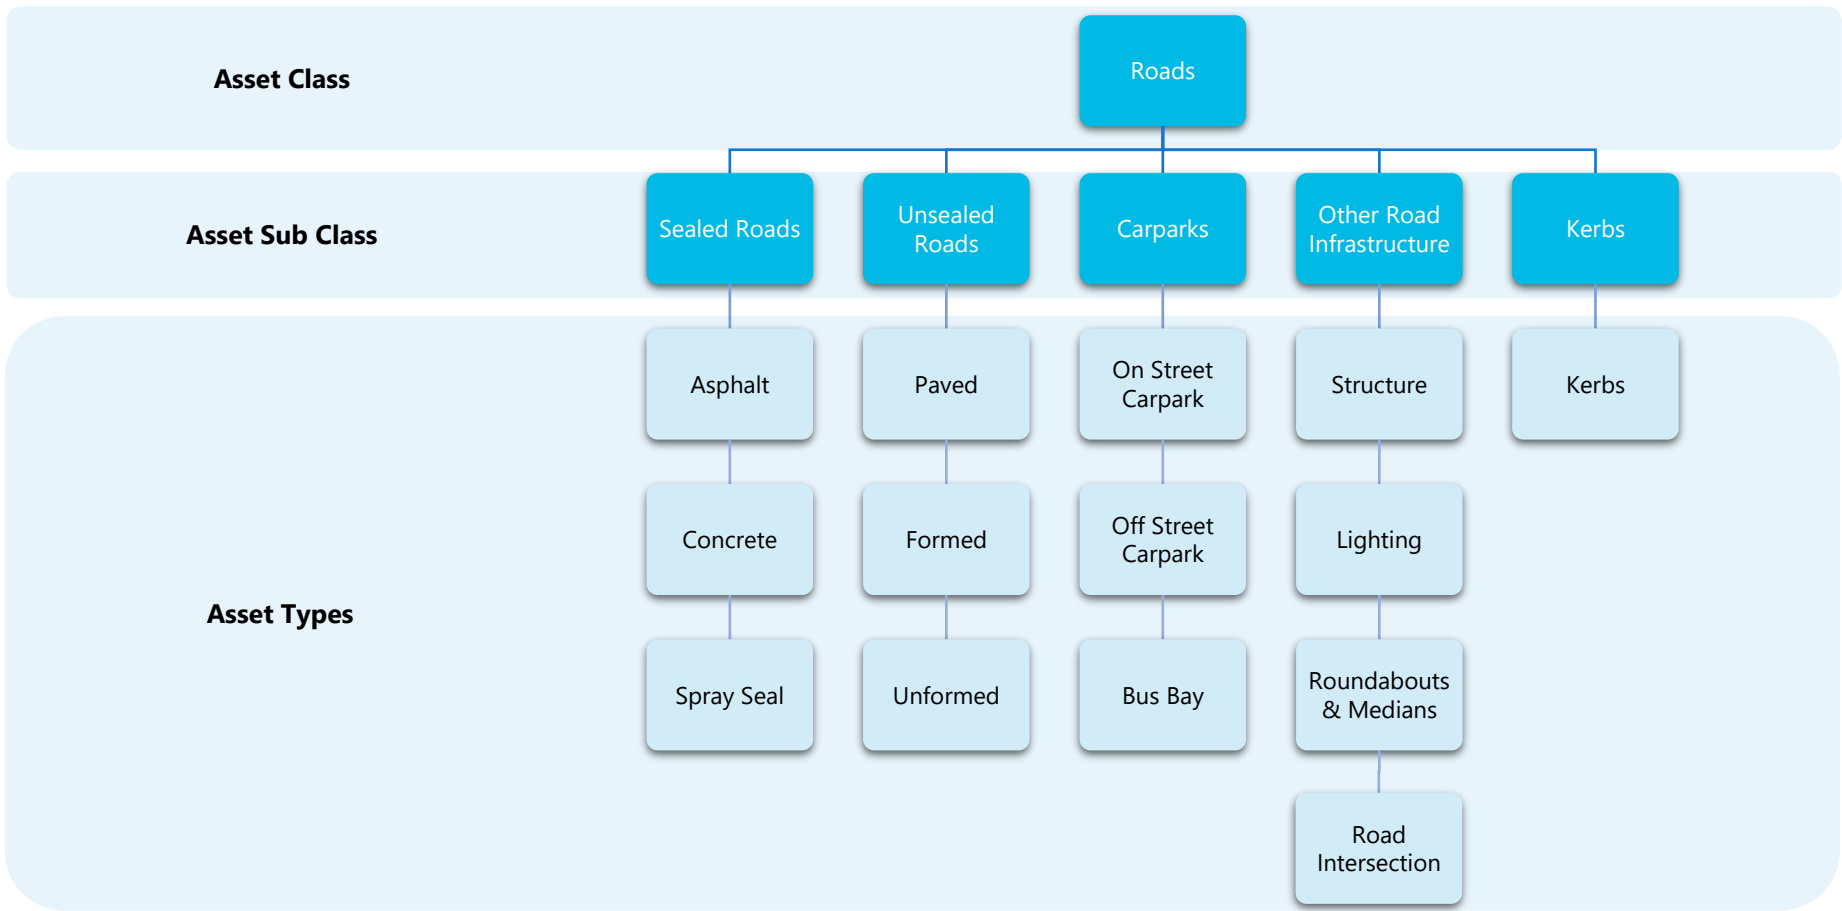 Asset Class
Roads
Asset Sub Class
Sealed Roads
Unsealed
Roads
Carparks
Other Road
Infrastructure
Kerbs
Asset Types
Asphalt
Paved
On Street
Carpark
Structure
Kerbs
Concrete
Formed
Off Street
Carpark
Lighting
Spray Seal
Unformed
Bus Bay
Roundabouts
& Medians
Road
Intersection